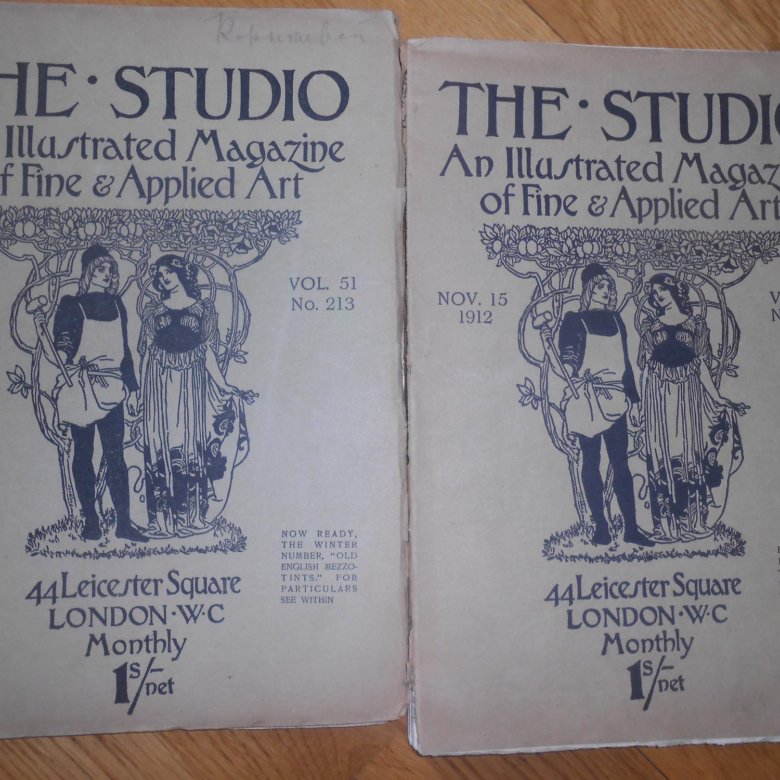 HE · STUDIO
Illustrated Magazine
f Fine & Applied Art
VOL. 51
No. 213
NOW READY,
THE WINTER
NUMBER, "OLD
ENGLISH MEZZO-
TINTS." FOR
PARTICULARS
SEE WITHIN
44 Leicester Square
LONDON · W·C
Monthly
1s/- net
THE · STUDIO
An Illustrated Magaz
of Fine & Applied Art
NOV. 15
1912
V
N
44 Leicester Square
LONDON · W·C
Monthly
1s/- net